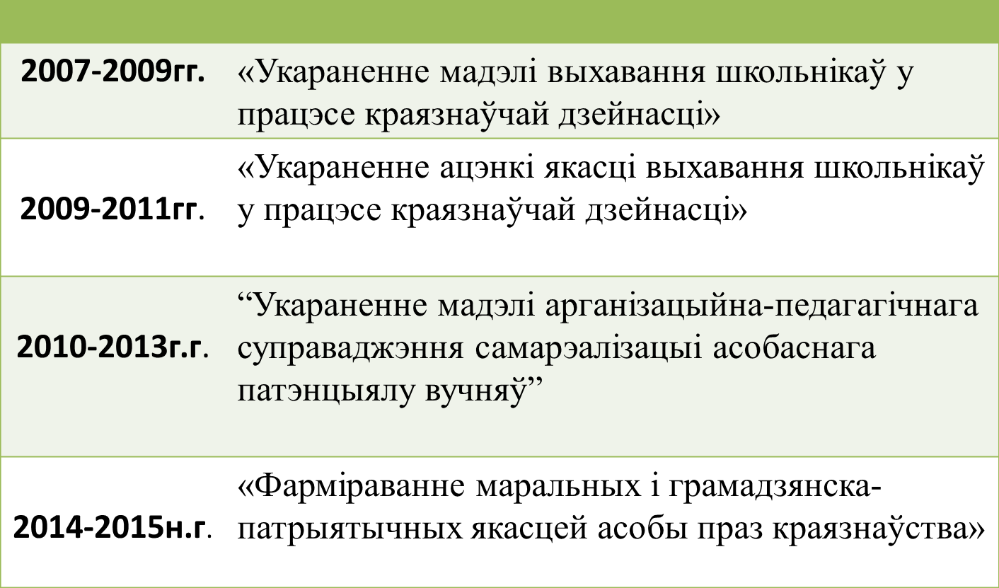 2007-2009гг. «Укараненне мадэлі выхавання школьнікаў у
працэсе краязнаўчай дзейнасці»
«Укараненне ацэнкі якасці выхавання школьнікаў
2009-2011гг. у працэсе краязнаўчай дзейнасці»
“Укараненне мадэлі арганізацыйна-педагагічнага
2010-2013г.г. суправаджэння самарэалізацыі асобаснага
патэнцыялу вучняў”
«Фарміраванне маральных і грамадзянска-
2014-2015н.г. патрыятычных якасцей асобы праз краязнаўства»